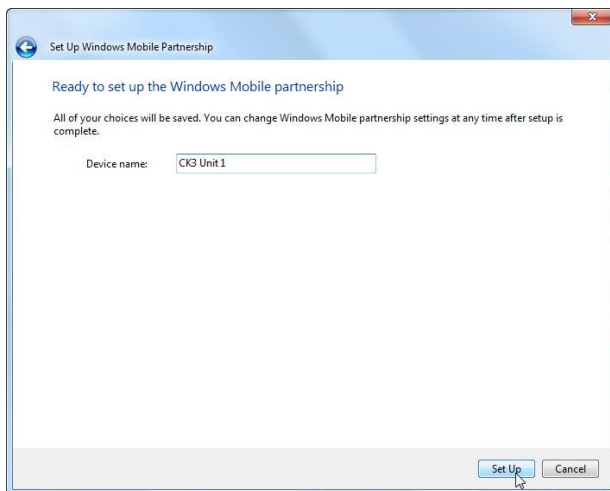 Set Up Windows Mobile Partnership
Ready to set up the Windows Mobile partnership
All of your choices will be saved. You can change Windows Mobile partnership settings at any time after setup is
complete.
Device name: CK3 Unit 1
Set Up Cancel